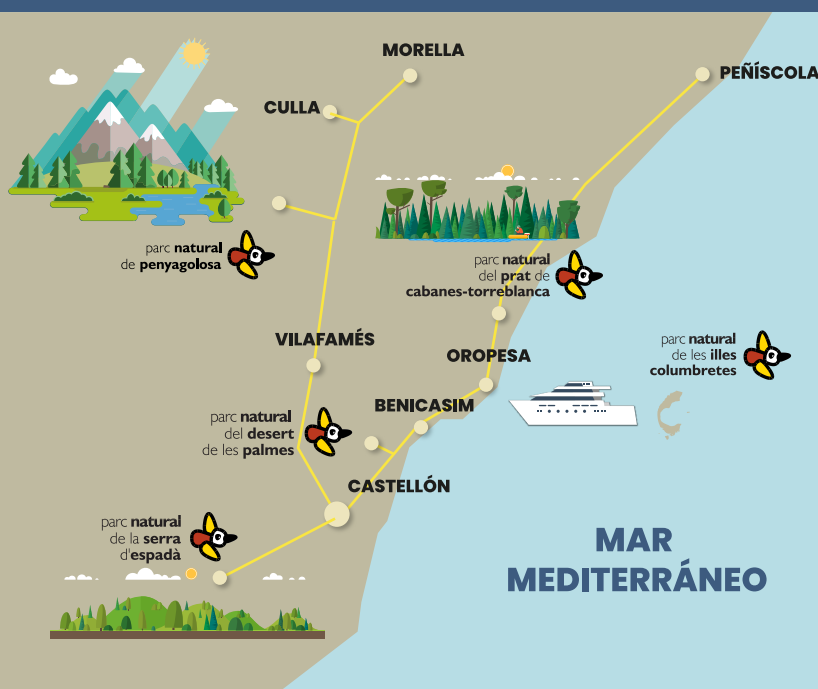 MORELLA
PEÑÍSCOLA
CULLA
parc natural
de penyagolosa
parc natural
del prat de
cabanes-torreblanca
VILAFAMÉS
OROPESA
parc natural
de les illes
columbretes
BENICASIM
parc natural
del desert
de les palmes
CASTELLÓN
parc natural
de la serra
d'espadà
MAR
MEDITERRÁNEO